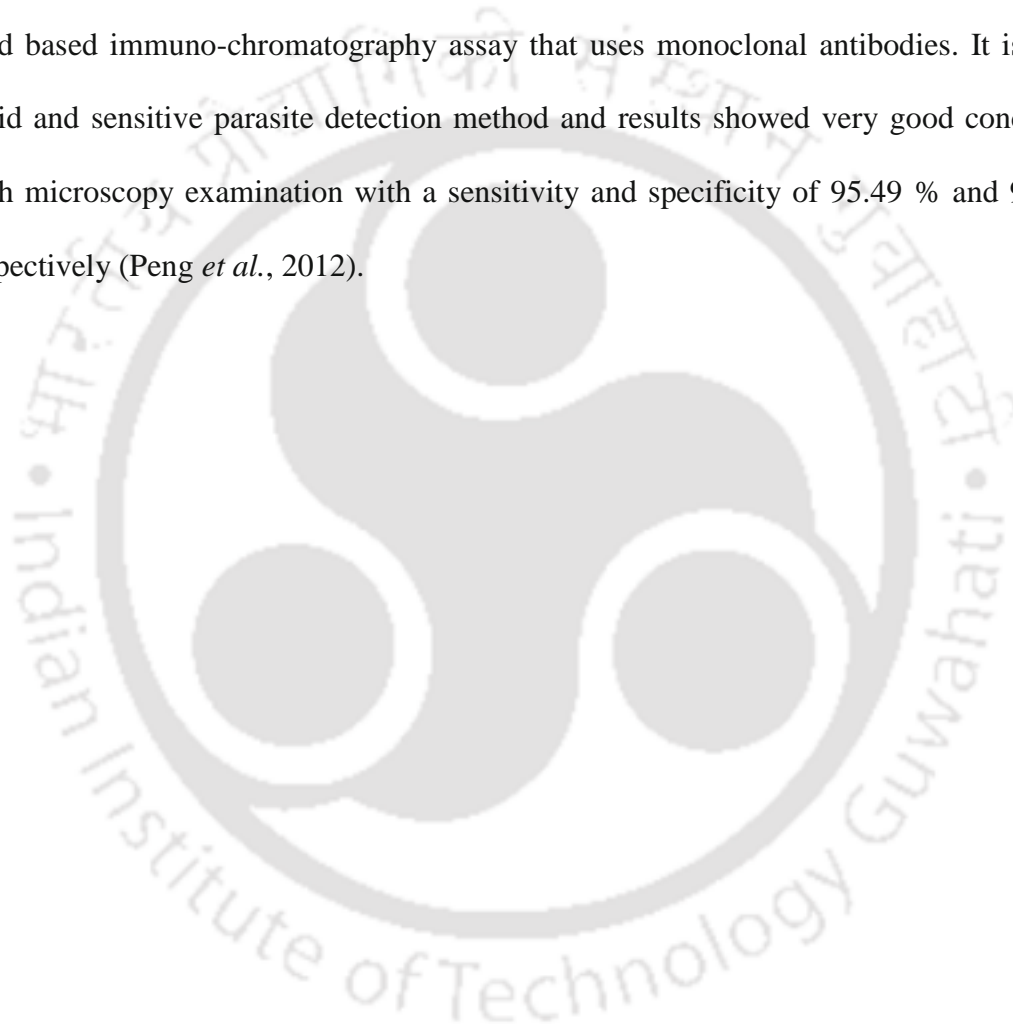 d based immuno-chromatography assay that uses monoclonal antibodies. It is
id and sensitive parasite detection method and results showed very good conc
h microscopy examination with a sensitivity and specificity of 95.49 % and 9
pectively (Peng et al., 2012).
भारतीय प्रौद्योगिकी संस्थान गुवाहाटी
Indian Institute of Technology Guwahati